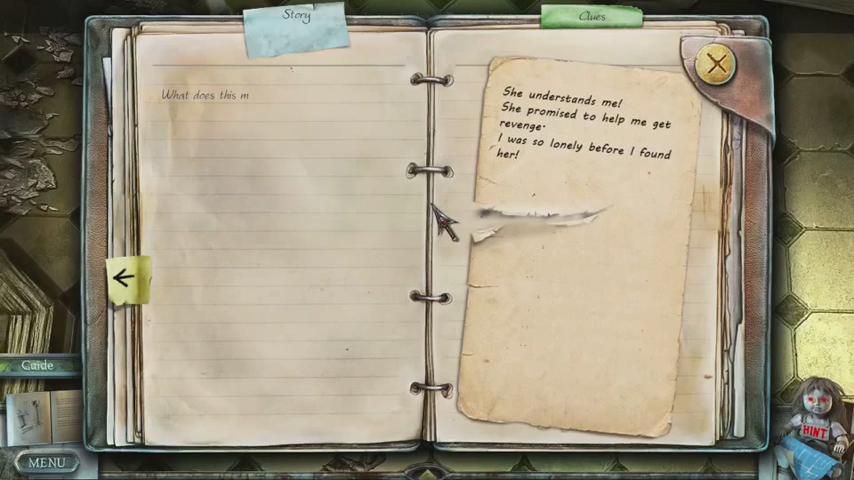 Story
Clues
What does this m
She understands me!
She promised to help me get
revenge.
I was so lonely before I found
her!
Guide
HINT
MENU